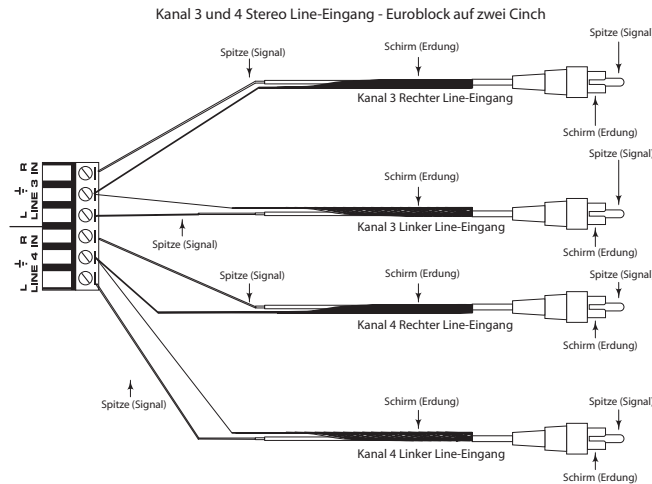 Kanal 3 und 4 Stereo Line-Eingang - Euroblock auf zwei Cinch
Spitze (Signal)
Schirm (Erdung)
Spitze (Signal)
Kanal 3 Rechter Line-Eingang
Schirm (Erdung)
Spitze (Signal)
Schirm (Erdung)
Kanal 3 Linker Line-Eingang
Spitze (Signal)
Schirm (Erdung)
L R
LINE 3 IN
L R
LINE 4 IN
Spitze (Signal)
Schirm (Erdung)
Spitze (Signal)
Kanal 4 Rechter Line-Eingang
Schirm (Erdung)
Spitze (Signal)
Schirm (Erdung)
Spitze (Signal)
Kanal 4 Linker Line-Eingang
Schirm (Erdung)